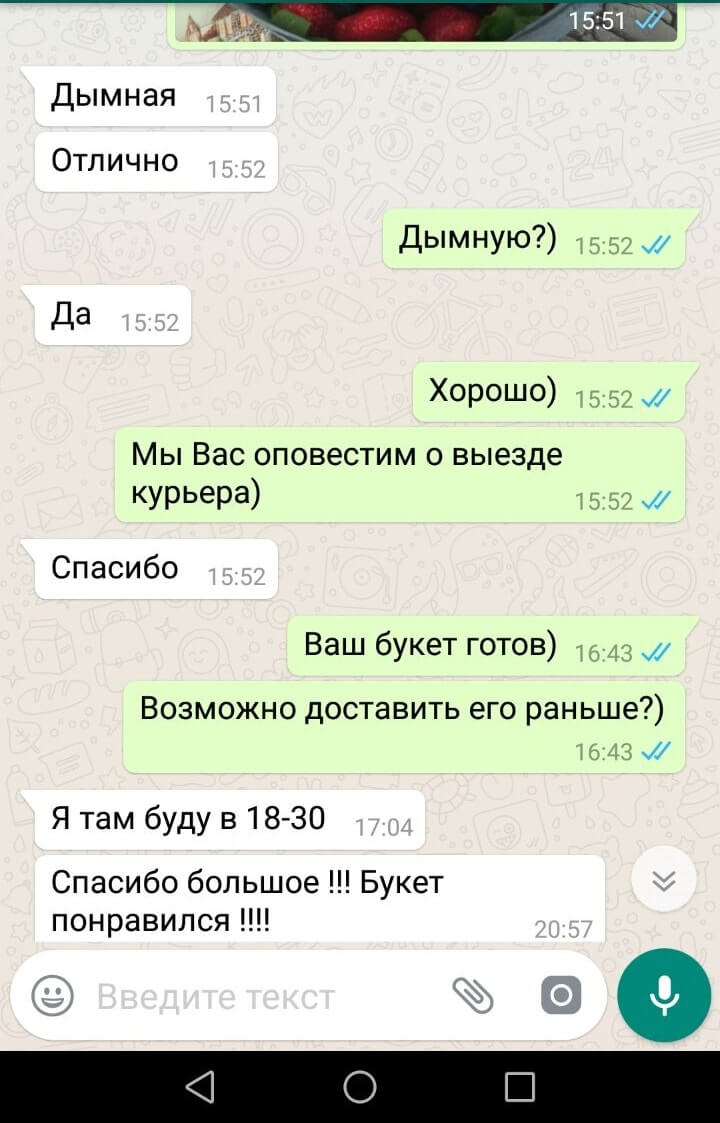 15:51
Дымная 15:51
Отлично 15:52
Дымную?) 15:52
Да 15:52
Хорошо) 15:52
Мы Вас оповестим о выезде
курьера) 15:52
Спасибо 15:52
Ваш букет готов) 16:43
Возможно доставить его раньше?)
16:43
Я там буду в 18-30 17:04
Спасибо большое !!! Букет
понравился !!!! 20:57
Введите текст